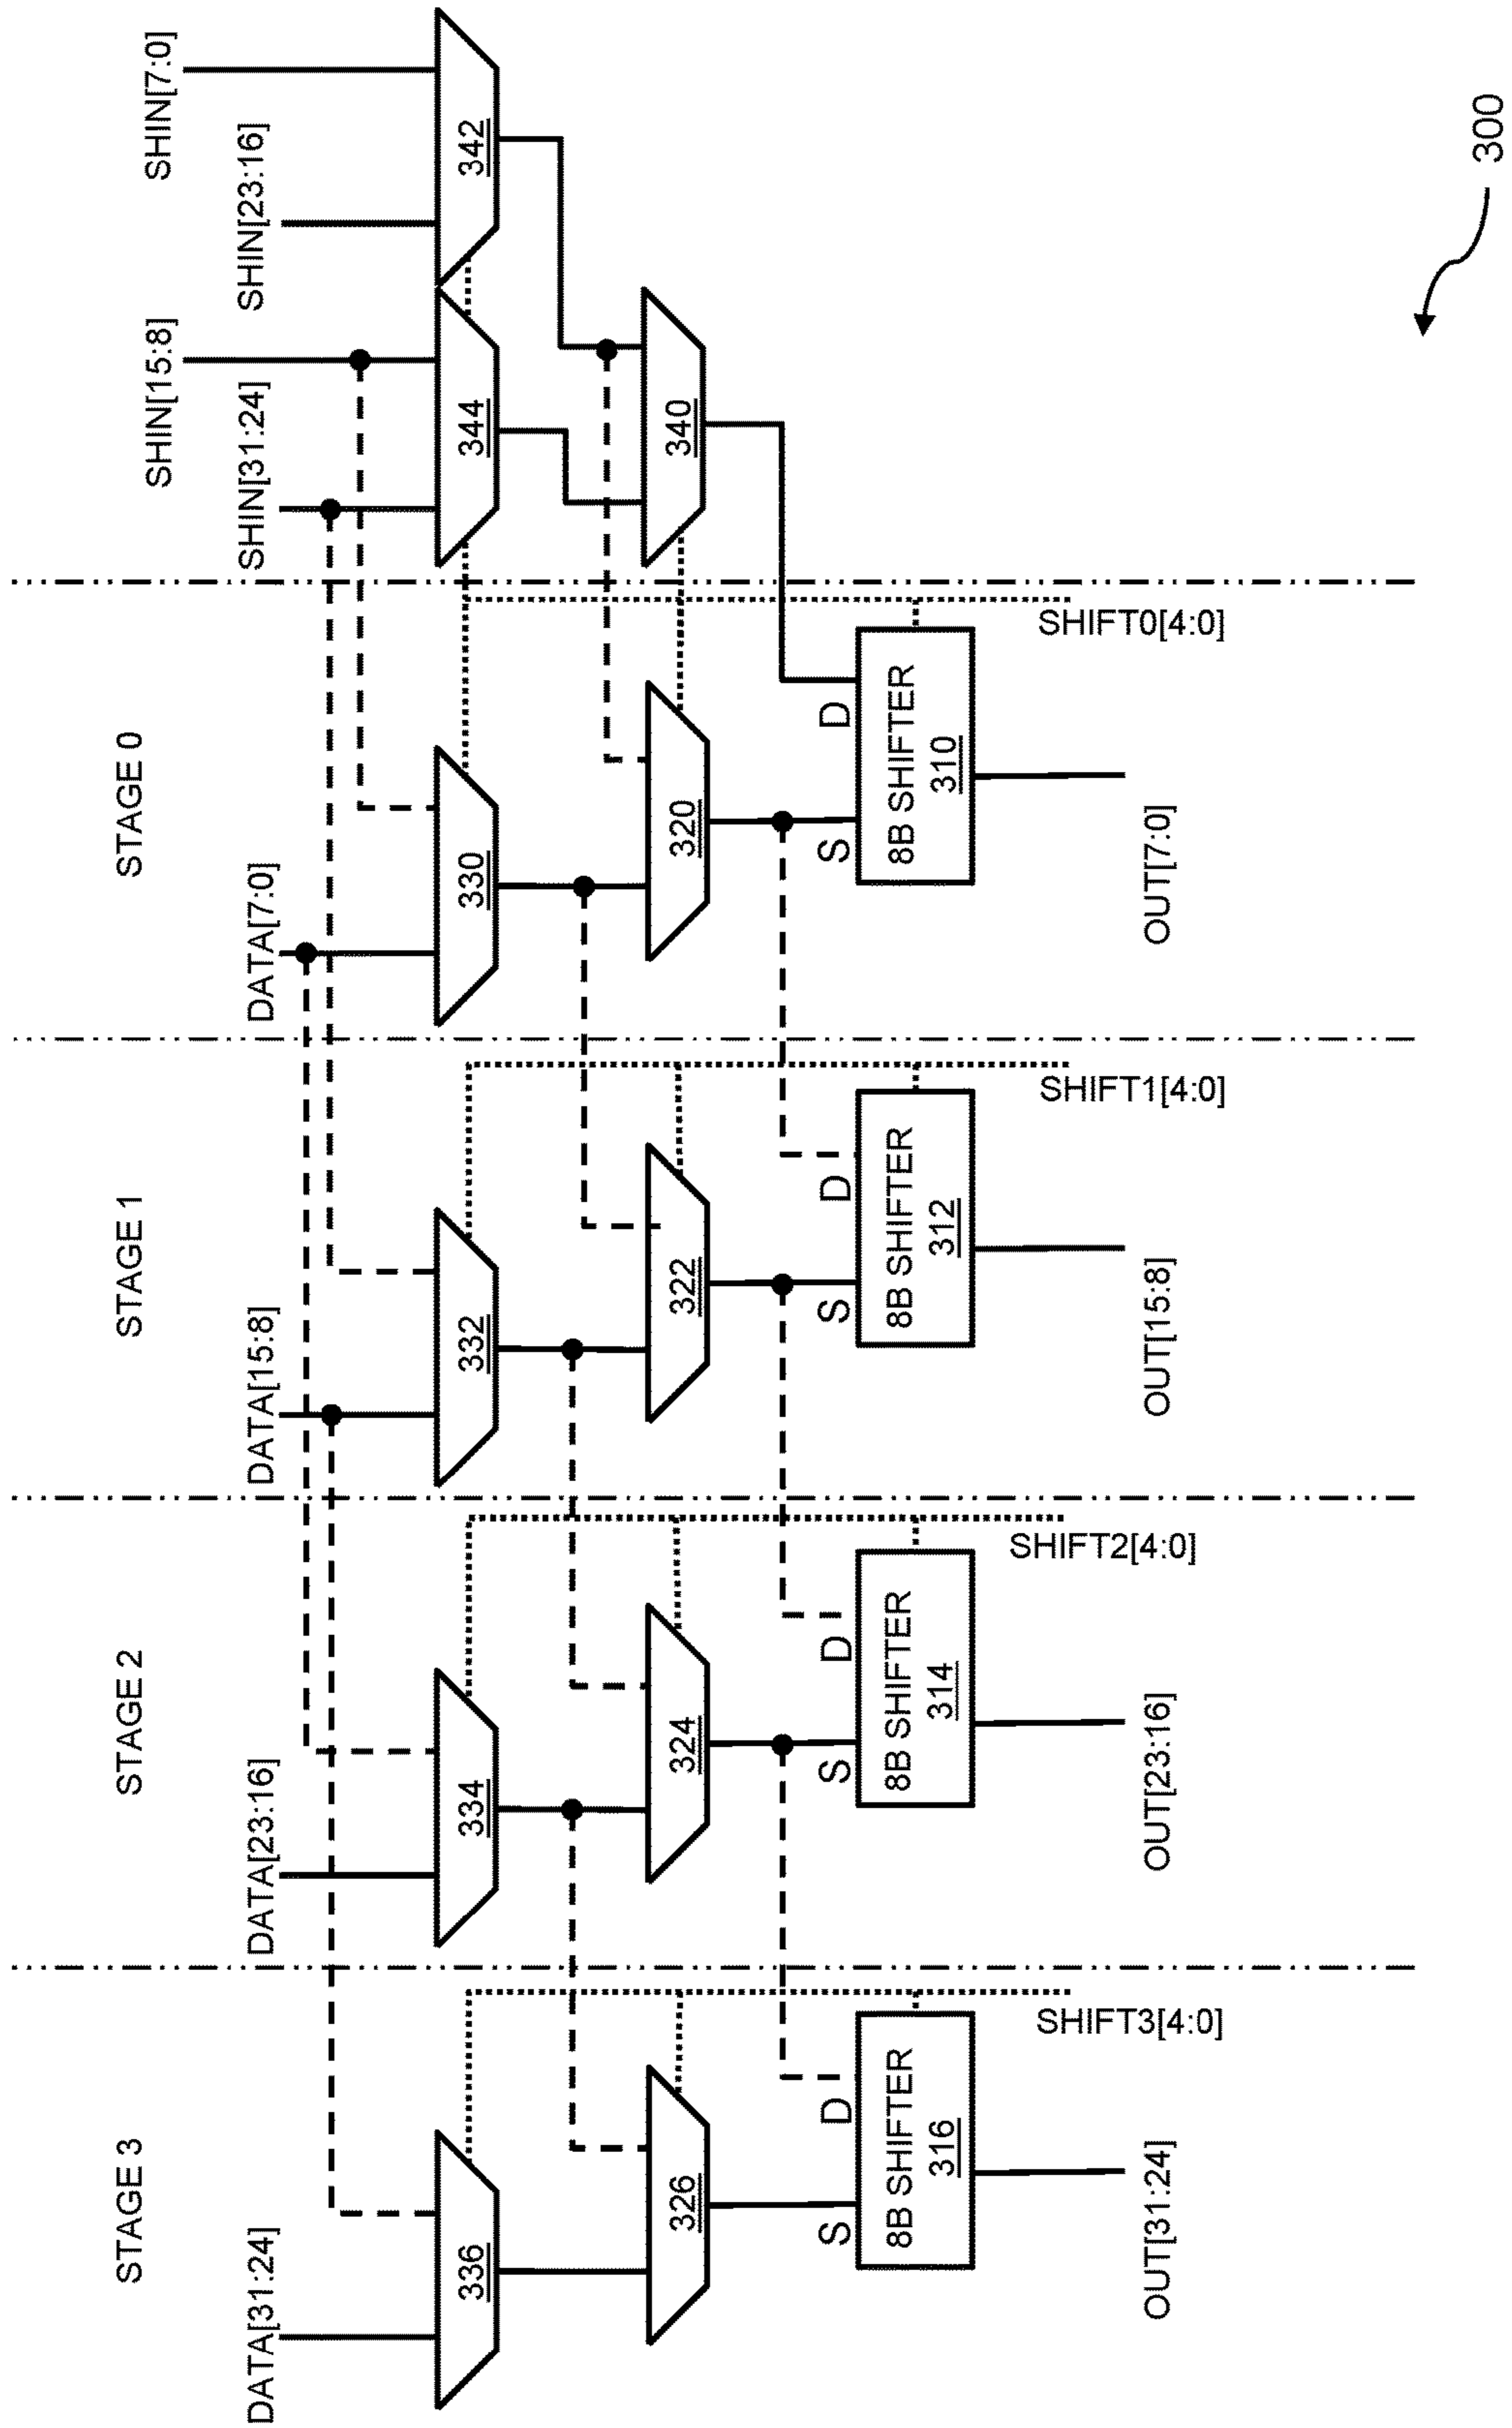 STAGE 3
STAGE 2
STAGE 1
STAGE 0
SHIN[15:8]
SHIN[7:0]
DATA[31:24]
DATA[23:16]
DATA[15:8]
DATA[7:0]
SHIN[31:24]
SHIN[23:16]
336
334
332
330
344
342
326
324
322
320
340
S
D
S
D
S
D
S
D
8B SHIFTER
316
8B SHIFTER
314
8B SHIFTER
312
8B SHIFTER
310
SHIFT3[4:0]
SHIFT2[4:0]
SHIFT1[4:0]
SHIFT0[4:0]
OUT[31:24]
OUT[23:16]
OUT[15:8]
OUT[7:0]
300